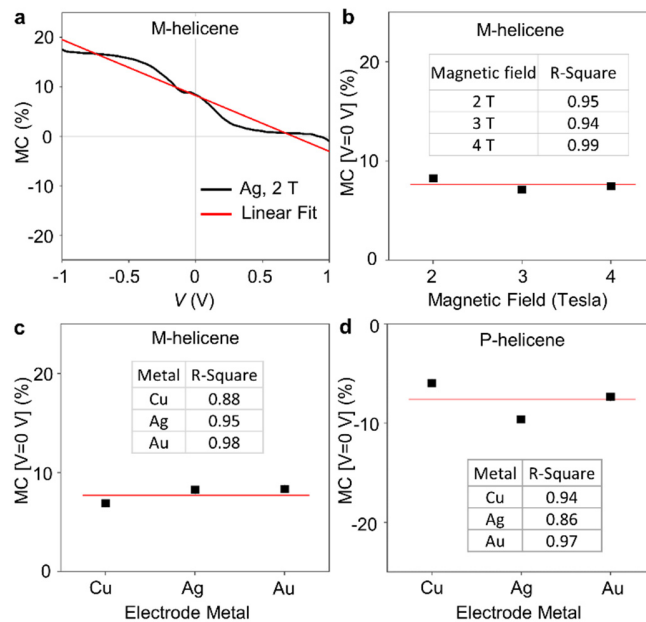 a
M-helicene
MC (%)
20
10
0
10
-20
Ag, 2 T
Linear Fit
-1
-0.5
0
0.5
1
V (V)
b
M-helicene
MC [V=0 V] (%)
20
10
0
Magnetic field R-Square
2 T 0.95
3 T 0.94
4 T 0.99
2
3
4
Magnetic Field (Tesla)
c
M-helicene
MC [V=0 V] (%)
20
10
0
Metal R-Square
Cu 0.88
Ag 0.95
Au 0.98
Cu
Ag
Au
Electrode Metal
d
P-helicene
MC [V=0 V] (%)
0
-10
-20
Metal R-Square
Cu 0.94
Ag 0.86
Au 0.97
Cu
Ag
Au
Electrode Metal